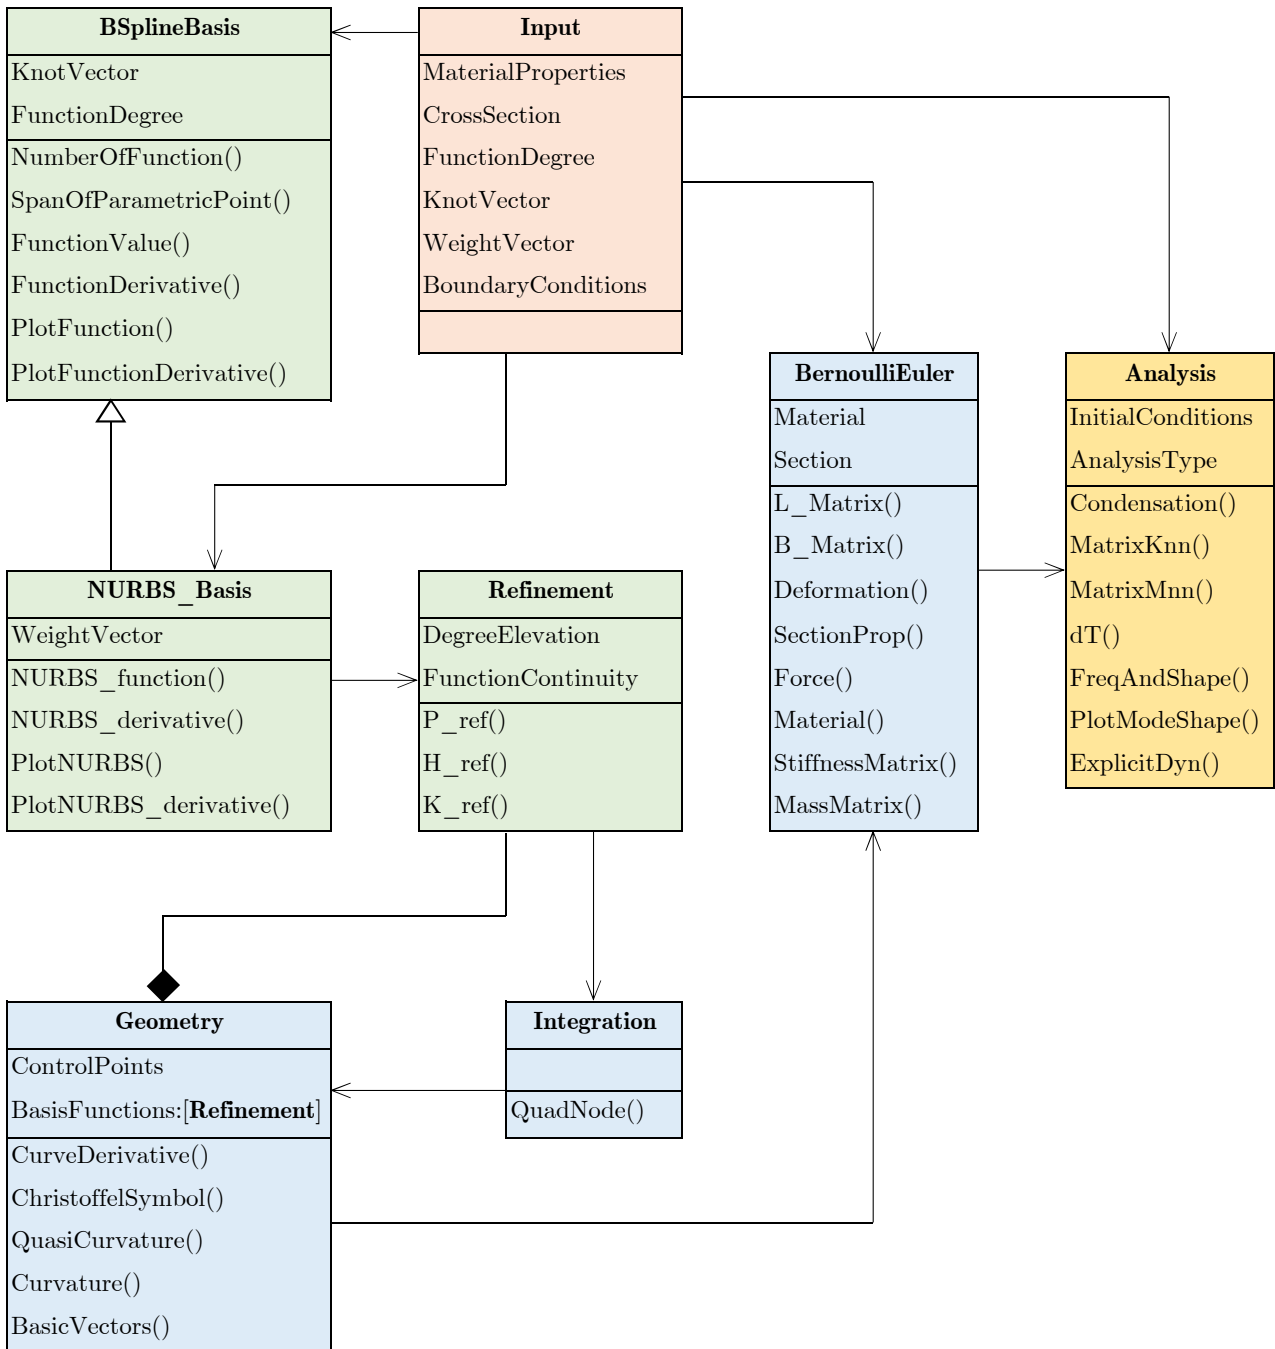 BSplineBasis
KnotVector
FunctionDegree
NumberOfFunction()
SpanOfParametricPoint()
FunctionValue()
FunctionDerivative()
PlotFunction()
PlotFunctionDerivative()
Input
MaterialProperties
CrossSection
FunctionDegree
KnotVector
WeightVector
BoundaryConditions
BernoulliEuler
Material
Section
L_Matrix()
B_Matrix()
Deformation()
SectionProp()
Force()
Material()
StiffnessMatrix()
MassMatrix()
Analysis
InitialConditions
AnalysisType
Condensation()
MatrixKnn()
MatrixMnn()
dT()
FreqAndShape()
PlotModeShape()
ExplicitDyn()
NURBS_Basis
WeightVector
NURBS_function()
NURBS_derivative()
PlotNURBS()
PlotNURBS_derivative()
Refinement
DegreeElevation
FunctionContinuity
P_ref()
H_ref()
K_ref()
Geometry
ControlPoints
BasisFunctions:[Refinement]
CurveDerivative()
ChristoffelSymbol()
QuasiCurvature()
Curvature()
BasicVectors()
Integration
QuadNode()